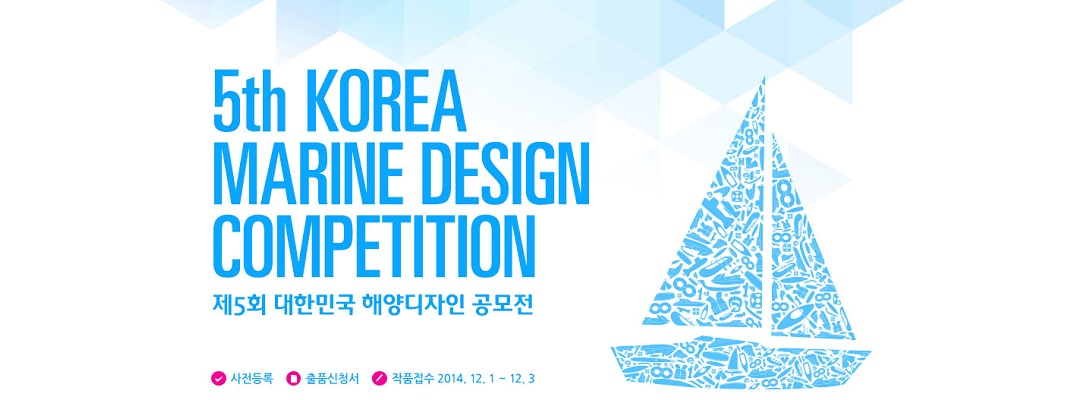 5th KOREA
MARINE DESIGN
COMPETITION
제5회 대한민국 해양디자인 공모전
사전등록 출품신청서 작품접수 2014. 12. 1 ~ 12. 3